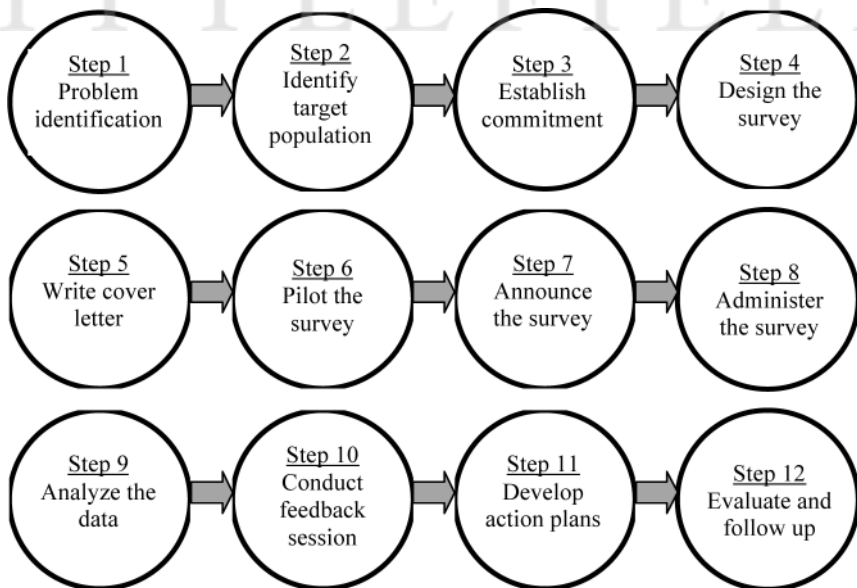 Step 1
Problem
identification
Step 2
Identify
target
population
Step 3
Establish
commitment
Step 4
Design the
survey
Step 5
Write cover
letter
Step 6
Pilot the
survey
Step 7
Announce
the survey
Step 8
Administer
the survey
Step 9
Analyze the
data
Step 10
Conduct
feedback
session
Step 11
Develop
action plans
Step 12
Evaluate and
follow up